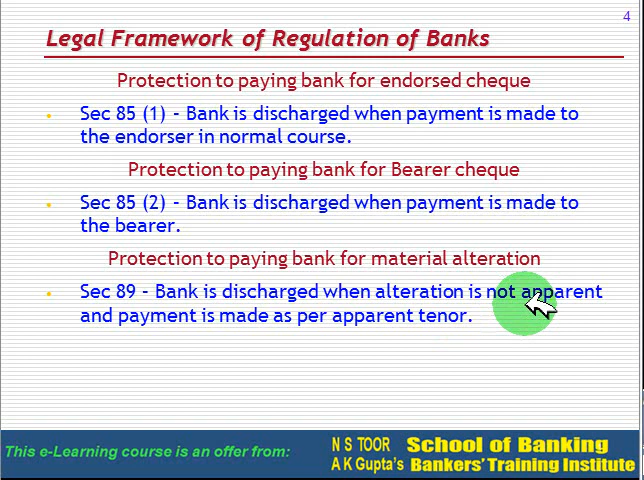 4
Legal Framework of Regulation of Banks
Protection to paying bank for endorsed cheque
• Sec 85 (1) – Bank is discharged when payment is made to
the endorser in normal course.
Protection to paying bank for Bearer cheque
• Sec 85 (2) – Bank is discharged when payment is made to
the bearer.
Protection to paying bank for material alteration
• Sec 89 – Bank is discharged when alteration is not apparent
and payment is made as per apparent tenor.
This e-Learning course is an offer from:
N S TOOR School of Banking
A K Gupta's Bankers' Training Institute